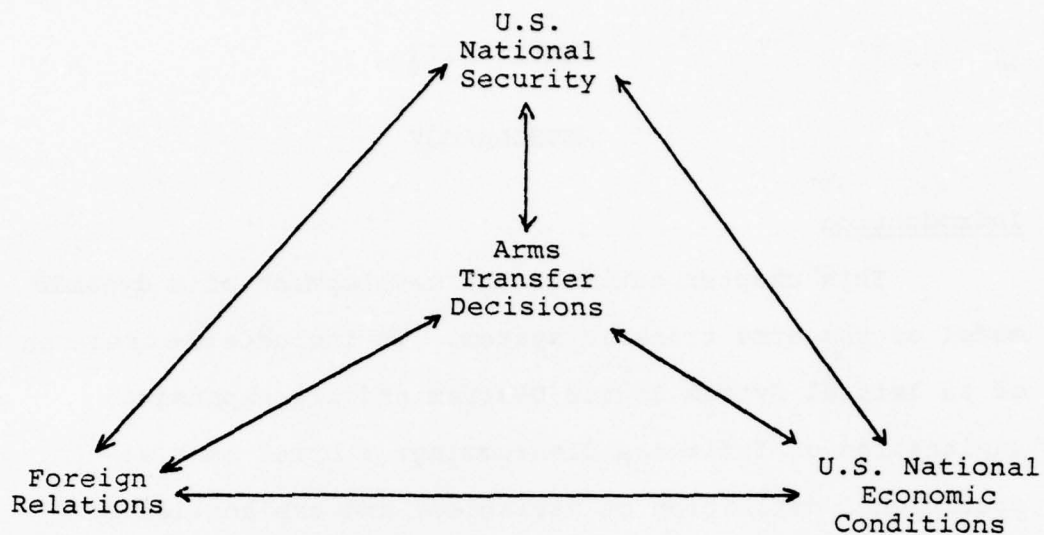 U.S.
National
Security
Arms
Transfer
Decisions
Foreign
Relations
U.S. National
Economic
Conditions